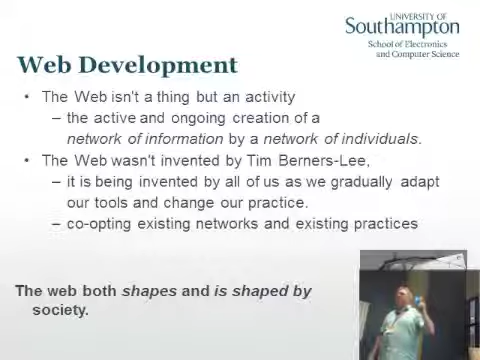 UNIVERSITY OF
Southampton
School of Electronics
and Computer Science
Web Development
• The Web isn't a thing but an activity
– the active and ongoing creation of a
network of information by a network of individuals.
• The Web wasn't invented by Tim Berners-Lee,
– it is being invented by all of us as we gradually adapt
our tools and change our practice.
– co-opting existing networks and existing practices
The web both shapes and is shaped by
society.